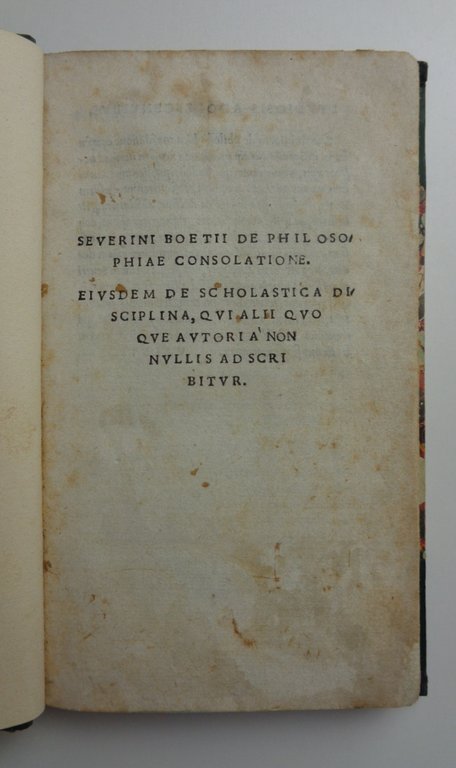 SEVERINI BOETII DE PHILOSO/
PHIAE CONSOLATIONE.
EIVSDEM DE SCHOLASTICA DI/
SCIPLINA, QVI ALII QVO
QVE AVTORI A' NON
NVLLIS AD SCRI
BITVR.